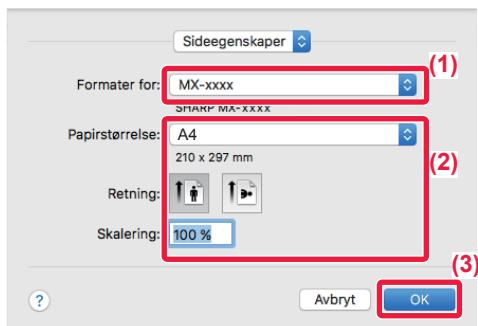 Sideegenskaper
(1)
Formater for: MX-xxxx
SHARP MX-xxxx
Papirstørrelse: A4
210 x 297 mm
(2)
Retning:
Skalering: 100 %
(3)
? Avbryt OK